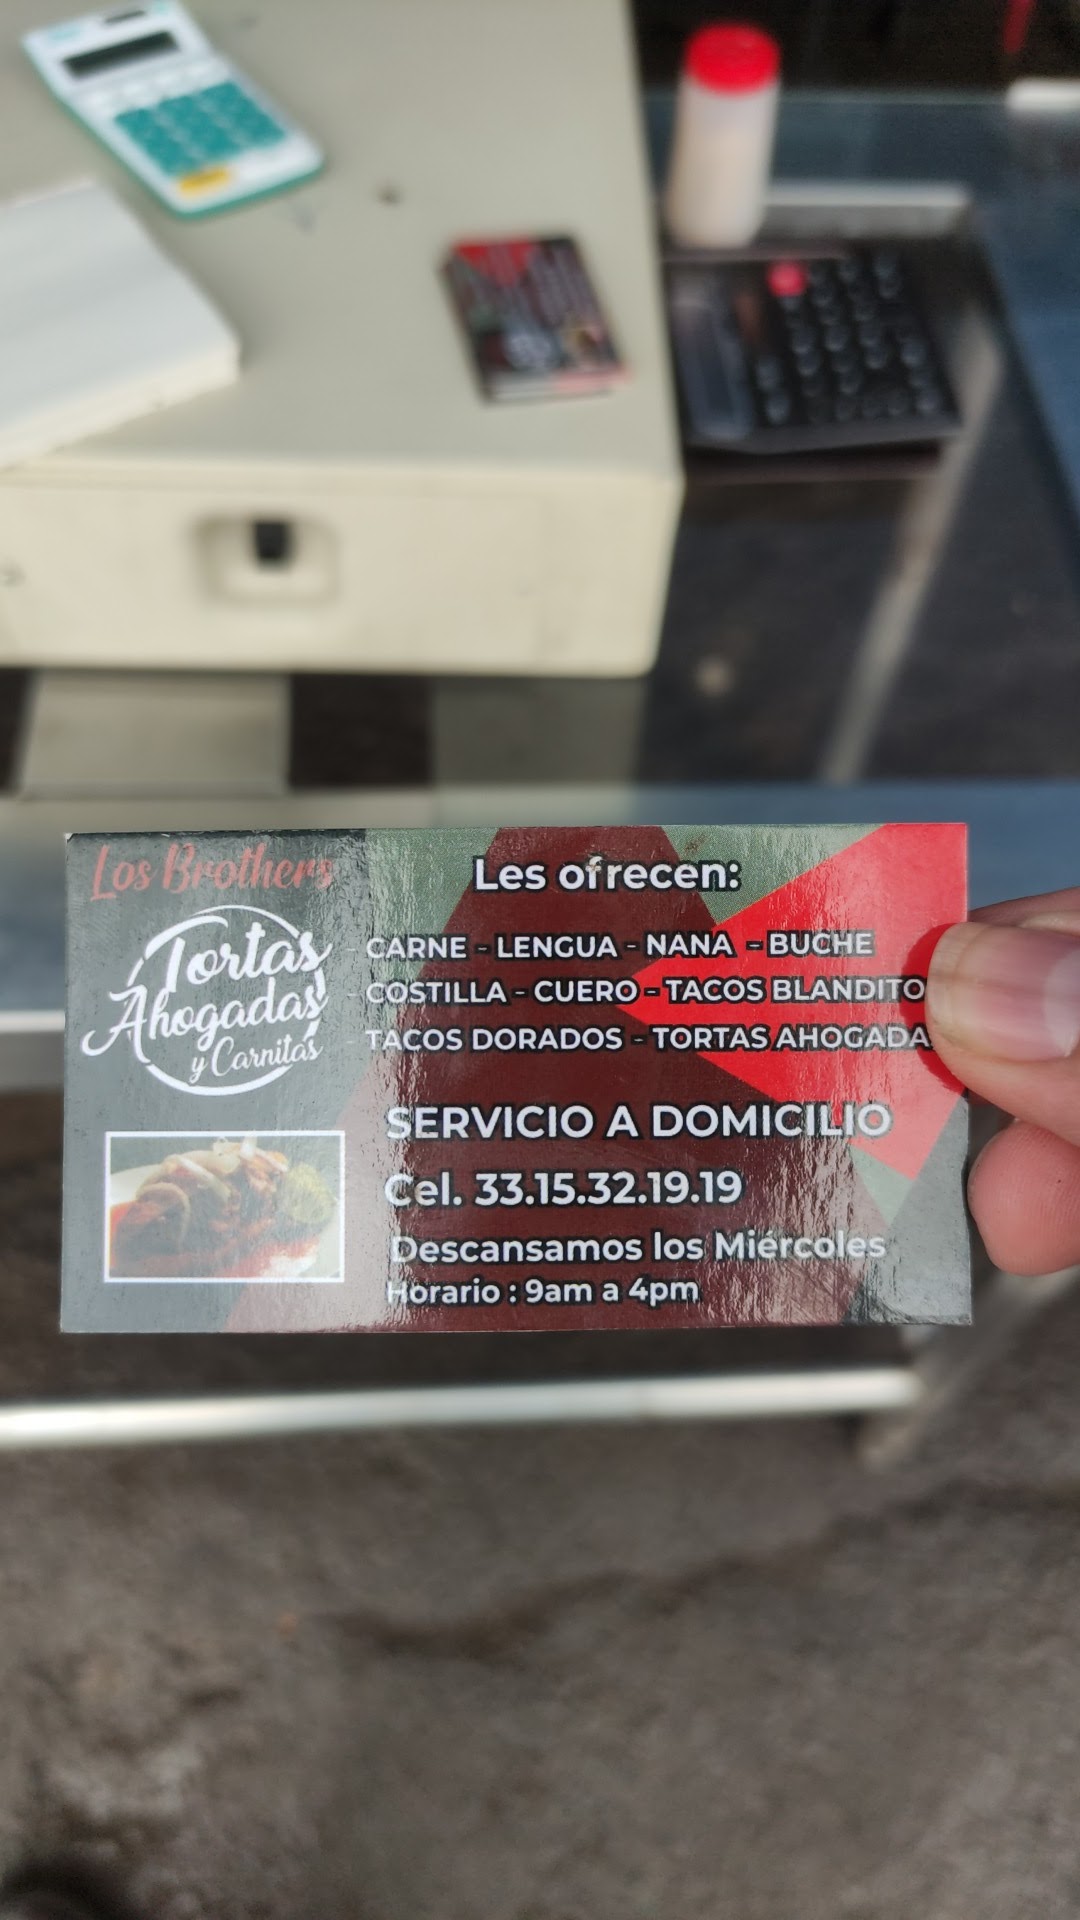 Los Brothers
Tortas
Ahogadas
y Carnitas
Les ofrecen:
- CARNE - LENGUA - NANA - BUCHE
- COSTILLA - CUERO - TACOS BLANDITO
- TACOS DORADOS - TORTAS AHOGADA
SERVICIO A DOMICILIO
Cel. 33.15.32.19.19
Descansamos los Miércoles
Horario : 9am a 4pm